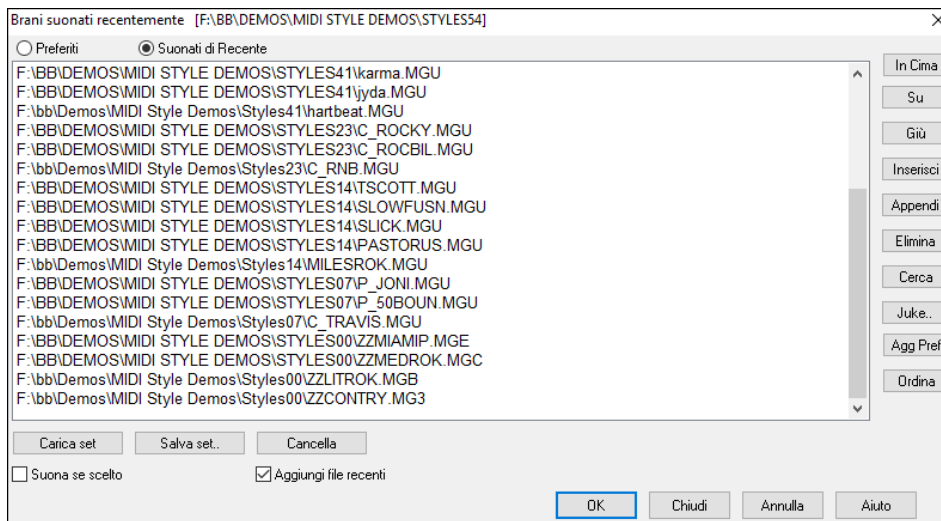 Brani suonati recentemente [F:\BB\DEMOS\MIDI STYLE DEMOS\STYLES54]
Preferiti
Suonati di Recente
F:\BB\DEMOS\MIDI STYLE DEMOS\STYLES41\karma.MGU
F:\BB\DEMOS\MIDI STYLE DEMOS\STYLES41\jyda.MGU
F:\bb\Demos\MIDI Style Demos\Styles41\hartbeat.MGU
F:\BB\DEMOS\MIDI STYLE DEMOS\STYLES23\C_ROCKY.MGU
F:\BB\DEMOS\MIDI STYLE DEMOS\STYLES23\C_ROCBIL.MGU
F:\bb\Demos\MIDI Style Demos\Styles23\C_RNB.MGU
F:\BB\DEMOS\MIDI STYLE DEMOS\STYLES14\TSCOTT.MGU
F:\BB\DEMOS\MIDI STYLE DEMOS\STYLES14\SLOWFUSN.MGU
F:\BB\DEMOS\MIDI STYLE DEMOS\STYLES14\SLICK.MGU
F:\BB\DEMOS\MIDI STYLE DEMOS\STYLES14\PASTORUS.MGU
F:\bb\Demos\MIDI Style Demos\Styles14\MILESROK.MGU
F:\BB\DEMOS\MIDI STYLE DEMOS\STYLES07\P_JONI.MGU
F:\BB\DEMOS\MIDI STYLE DEMOS\STYLES07\P_50BOUN.MGU
F:\bb\Demos\MIDI Style Demos\Styles07\C_TRAVIS.MGU
F:\BB\DEMOS\MIDI STYLE DEMOS\STYLES00\ZZMIAMIP.MGE
F:\BB\DEMOS\MIDI STYLE DEMOS\STYLES00\ZZMEDROK.MGC
F:\bb\Demos\MIDI Style Demos\Styles00\ZZLITROK.MGB
F:\bb\Demos\MIDI Style Demos\Styles00\ZZCONTRY.MG3
In Cima
Su
Giù
Inserisci
Appendi
Elimina
Cerca
Juke..
Agg Pref
Ordina
Carica set
Salva set..
Cancella
Suona se scelto
Aggiungi file recenti
OK
Chiudi
Annulla
Aiuto